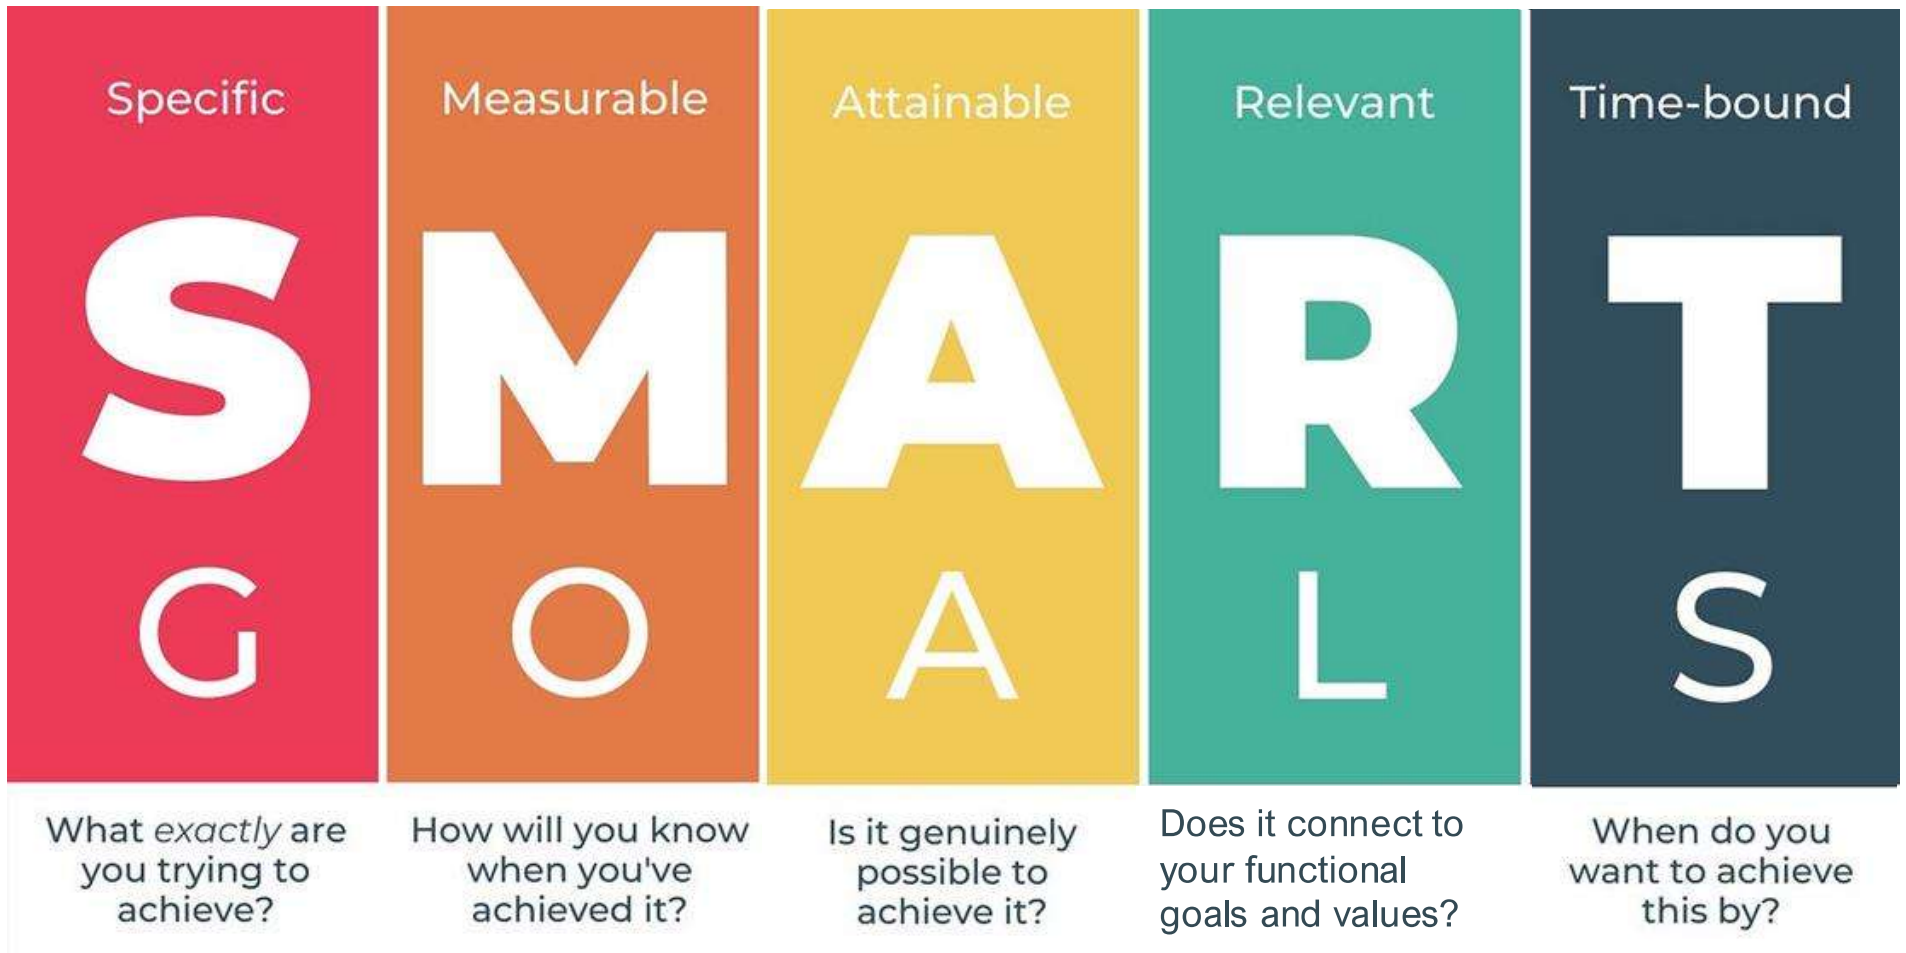 Specific
Measurable
Attainable
Relevant
Time-bound
S
M
A
R
T
G
O
A
L
S
What exactly are
you trying to
achieve?
How will you know
when you've
achieved it?
Is it genuinely
possible to
achieve it?
Does it connect to
your functional
goals and values?
When do you
want to achieve
this by?